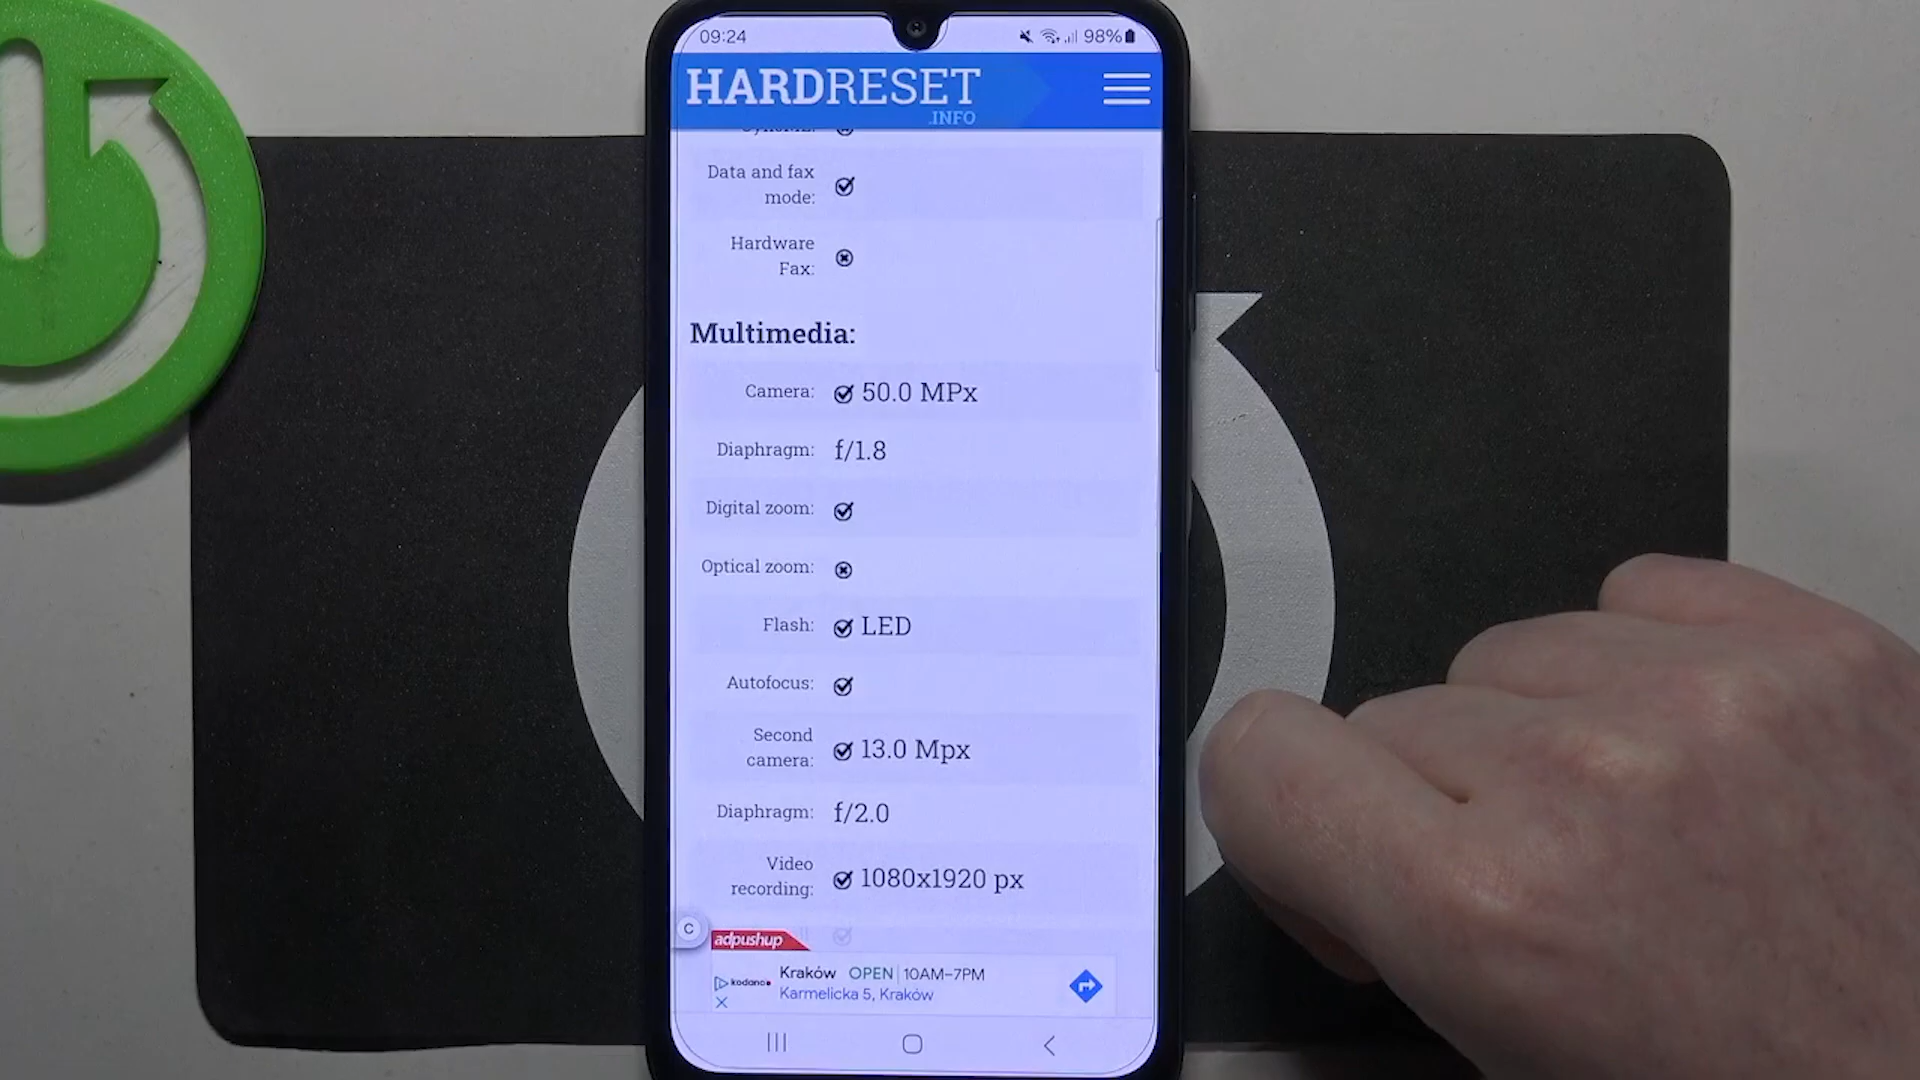 09:24
98%
HARDRESET
.INFO
SyncML:
Data and fax
mode:
Hardware
Fax:
Multimedia:
Camera: 50.0 MPx
Diaphragm: f/1.8
Digital zoom:
Optical zoom:
Flash: LED
Autofocus:
Second
camera: 13.0 Mpx
Diaphragm: f/2.0
Video
recording: 1080x1920 px
C
adpushup
kodano
Kraków OPEN | 10AM–7PM
Karmelicka 5, Kraków